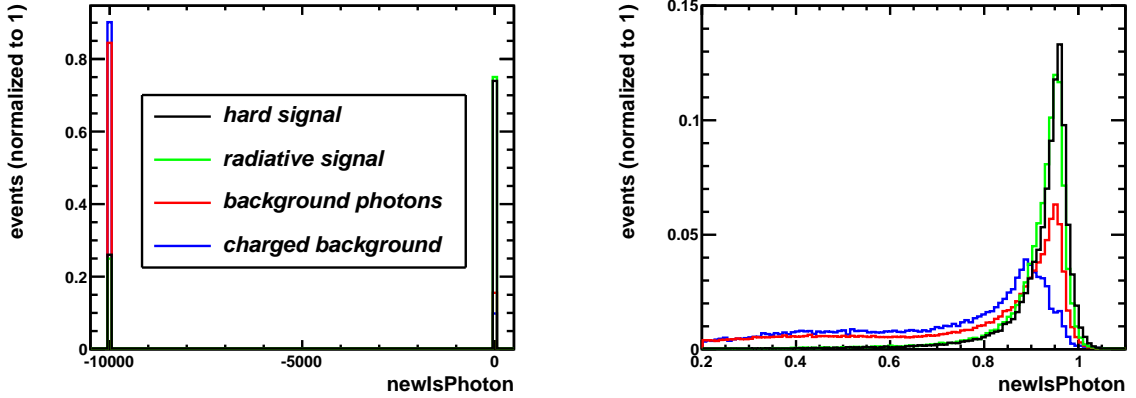 events (normalized to 1)
0.8
0.6
0.4
0.2
0
hard signal
radiative signal
background photons
charged background
-10000 -5000 0
newIsPhoton
events (normalized to 1)
0.15
0.1
0.05
0
0.2 0.4 0.6 0.8 1
newIsPhoton